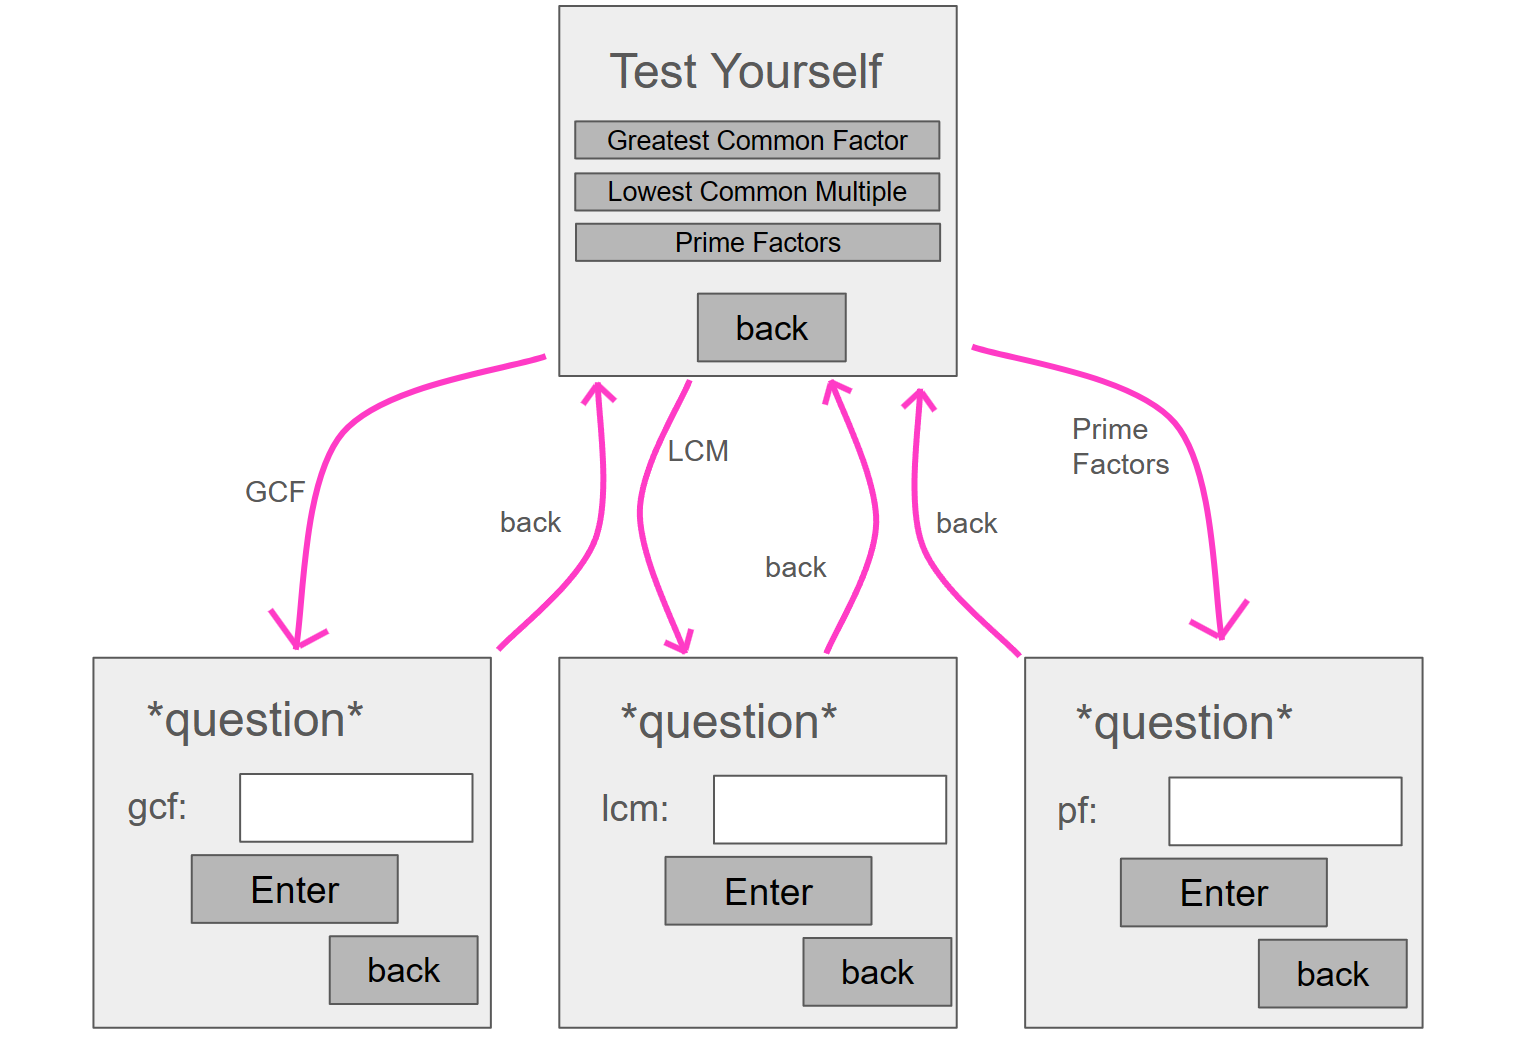 Test Yourself
Greatest Common Factor
Lowest Common Multiple
Prime Factors
back
GCF
back
LCM
back
back
Prime
Factors
*question*
gcf:
Enter
back
*question*
lcm:
Enter
back
*question*
pf:
Enter
back